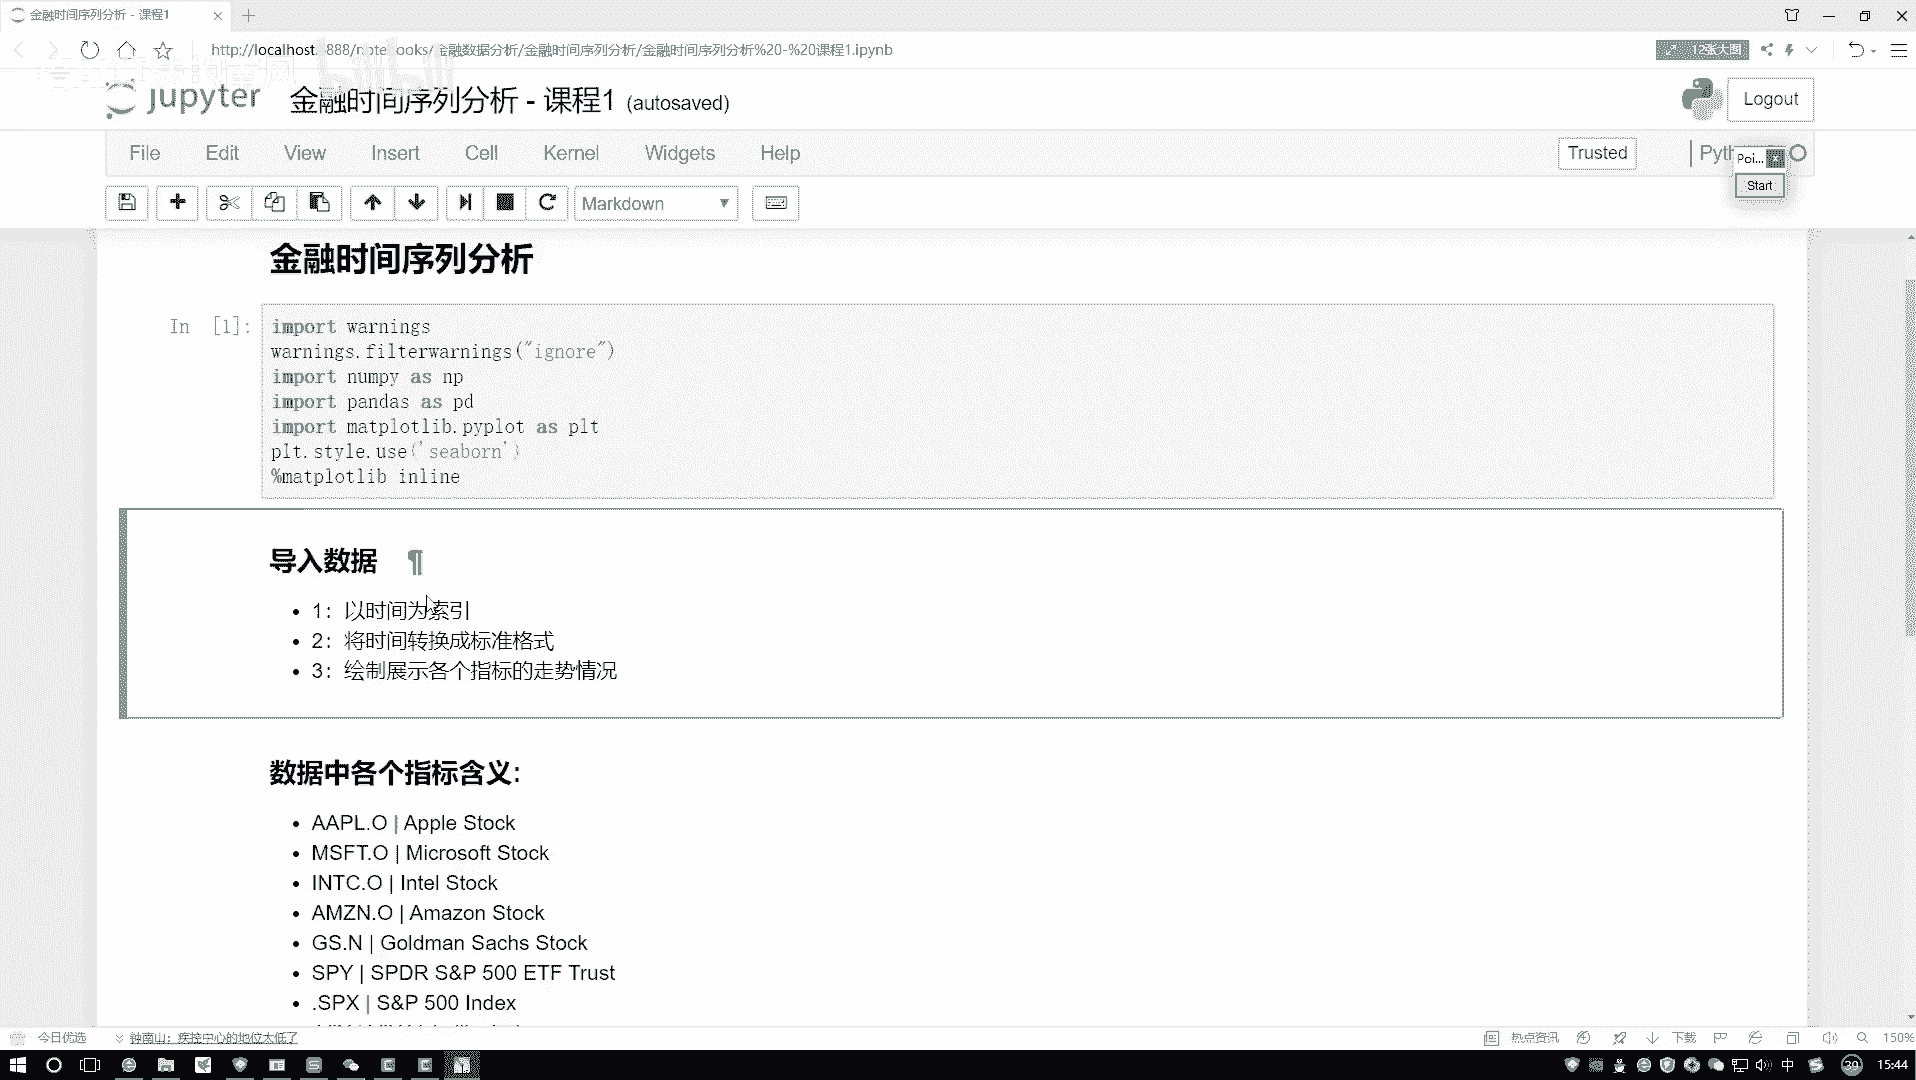 金融时间序列分析 - 课程1
金融数据分析/金融时间序列分析/金融时间序列分析%20-%20课程1.ipynb
12张大图
jupyter 金融时间序列分析 - 课程1 (autosaved)
Logout
File Edit View Insert Cell Kernel Widgets Help
Trusted
Poi...
Start
Markdown
金融时间序列分析
In [1]:
import warnings
warnings.filterwarnings("ignore")
import numpy as np
import pandas as pd
import matplotlib.pyplot as plt
plt.style.use('seaborn')
%matplotlib inline
导入数据 ¶
1：以时间为索引
2：将时间转换成标准格式
3：绘制展示各个指标的走势情况
数据中各个指标含义:
AAPL.O | Apple Stock
MSFT.O | Microsoft Stock
INTC.O | Intel Stock
AMZN.O | Amazon Stock
GS.N | Goldman Sachs Stock
SPY | SPDR S&P 500 ETF Trust
.SPX | S&P 500 Index
今日优选 钟南山：疾控中心的地位太低了 热点资讯 下载 150%
中 39 15:44